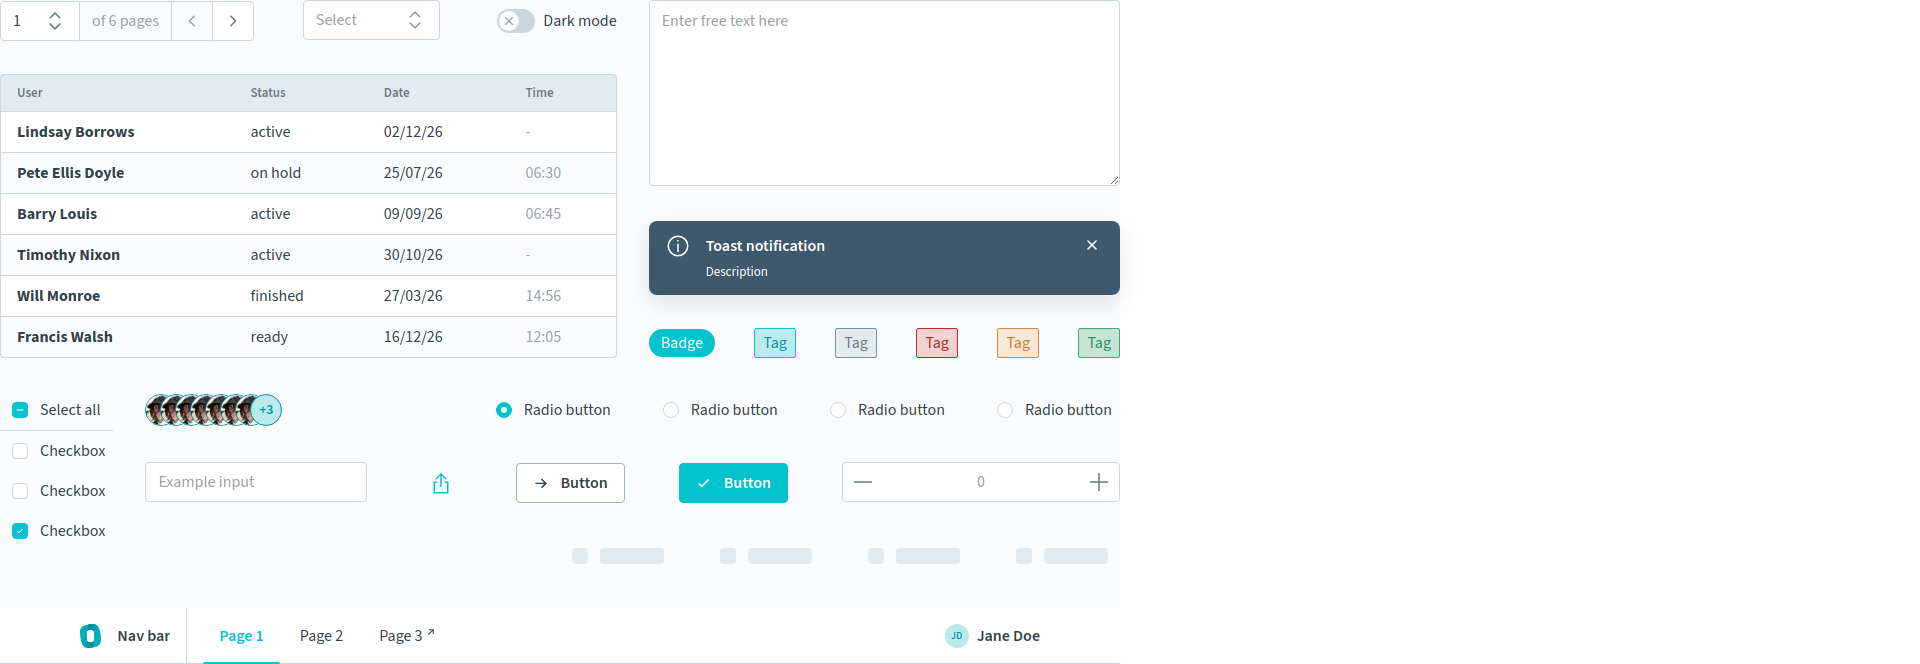 1 of 6 pages
Select
Dark mode
Enter free text here
User Status Date Time
Lindsay Borrows active 02/12/26 -
Pete Ellis Doyle on hold 25/07/26 06:30
Barry Louis active 09/09/26 06:45
Timothy Nixon active 30/10/26 -
Will Monroe finished 27/03/26 14:56
Francis Walsh ready 16/12/26 12:05
Toast notification
Description
Badge Tag Tag Tag Tag Tag
Select all
+3
Radio button Radio button Radio button Radio button
Checkbox
Checkbox
Checkbox
Example input
Button
Button
0
Nav bar Page 1 Page 2 Page 3 ↗
JD Jane Doe